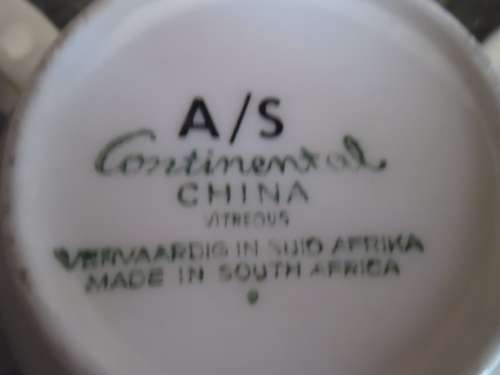 A/S
Continental
CHINA
VITREOUS
VERVAARDIG IN SUID AFRIKA
MADE IN SOUTH AFRICA